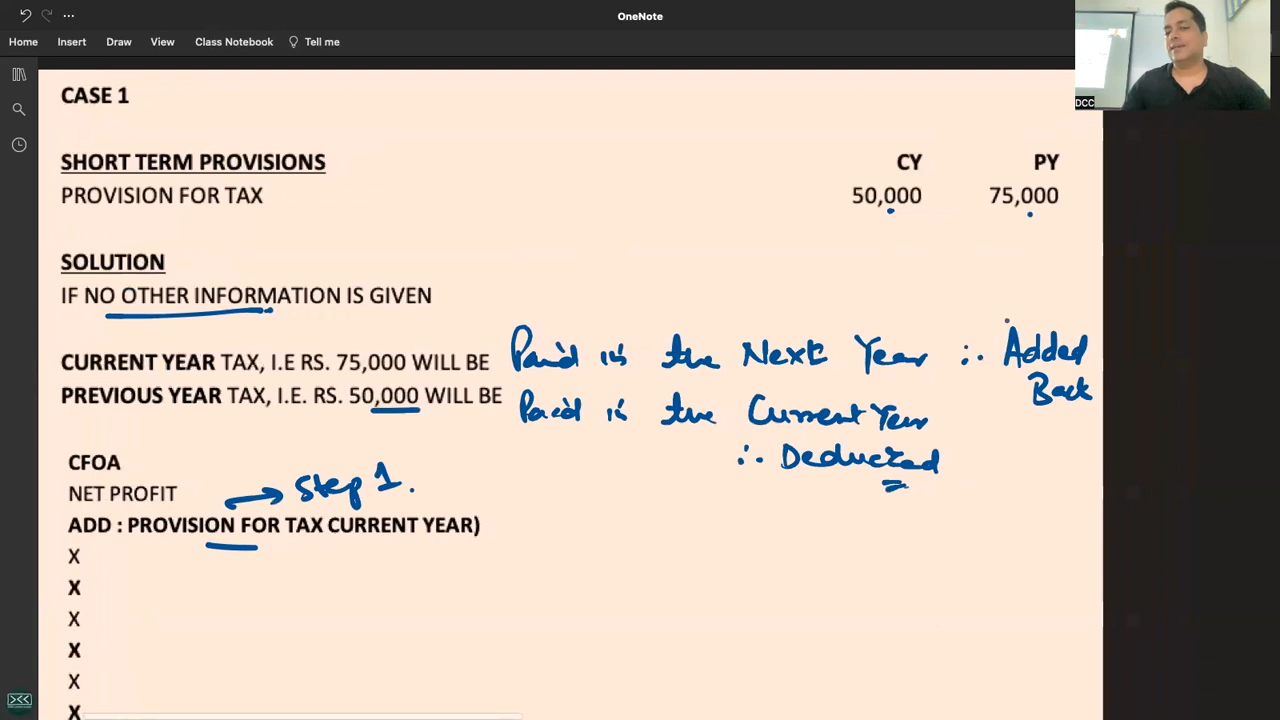 OneNote
Home Insert Draw View Class Notebook Tell me
DCC
CASE 1
SHORT TERM PROVISIONS CY PY
PROVISION FOR TAX 50,000 75,000
SOLUTION
IF NO OTHER INFORMATION IS GIVEN
CURRENT YEAR TAX, I.E RS. 75,000 WILL BE Paid in the Next Year ∴ Added
Back
PREVIOUS YEAR TAX, I.E. RS. 50,000 WILL BE Paid in the Current Year
∴ Deducted
CFOA
NET PROFIT → Step 1.
ADD : PROVISION FOR TAX CURRENT YEAR)
X
X
X
X
X
X